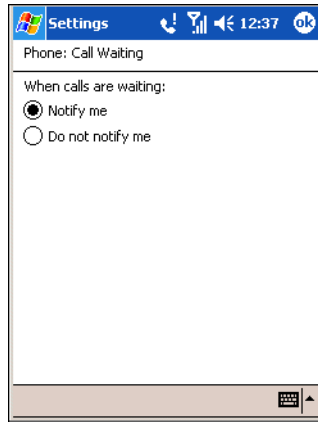 Settings 12:37 ok
Phone: Call Waiting
When calls are waiting:
Notify me
Do not notify me